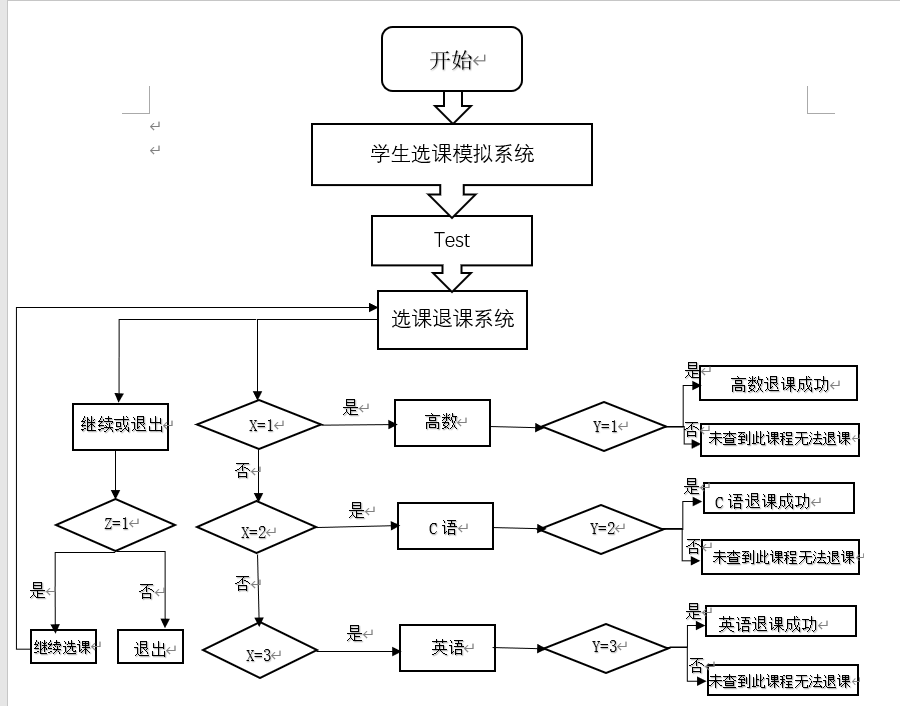 开始
学生选课模拟系统
Test
选课退课系统
是
高数退课成功
继续或退出
X=1
是
高数
Y=1
否
未查到此课程无法退课
否
是
C 语退课成功
Z=1
X=2
是
C 语
Y=2
否
未查到此课程无法退课
是
否
否
是
英语退课成功
继续选课
退出
X=3
是
英语
Y=3
否
未查到此课程无法退课